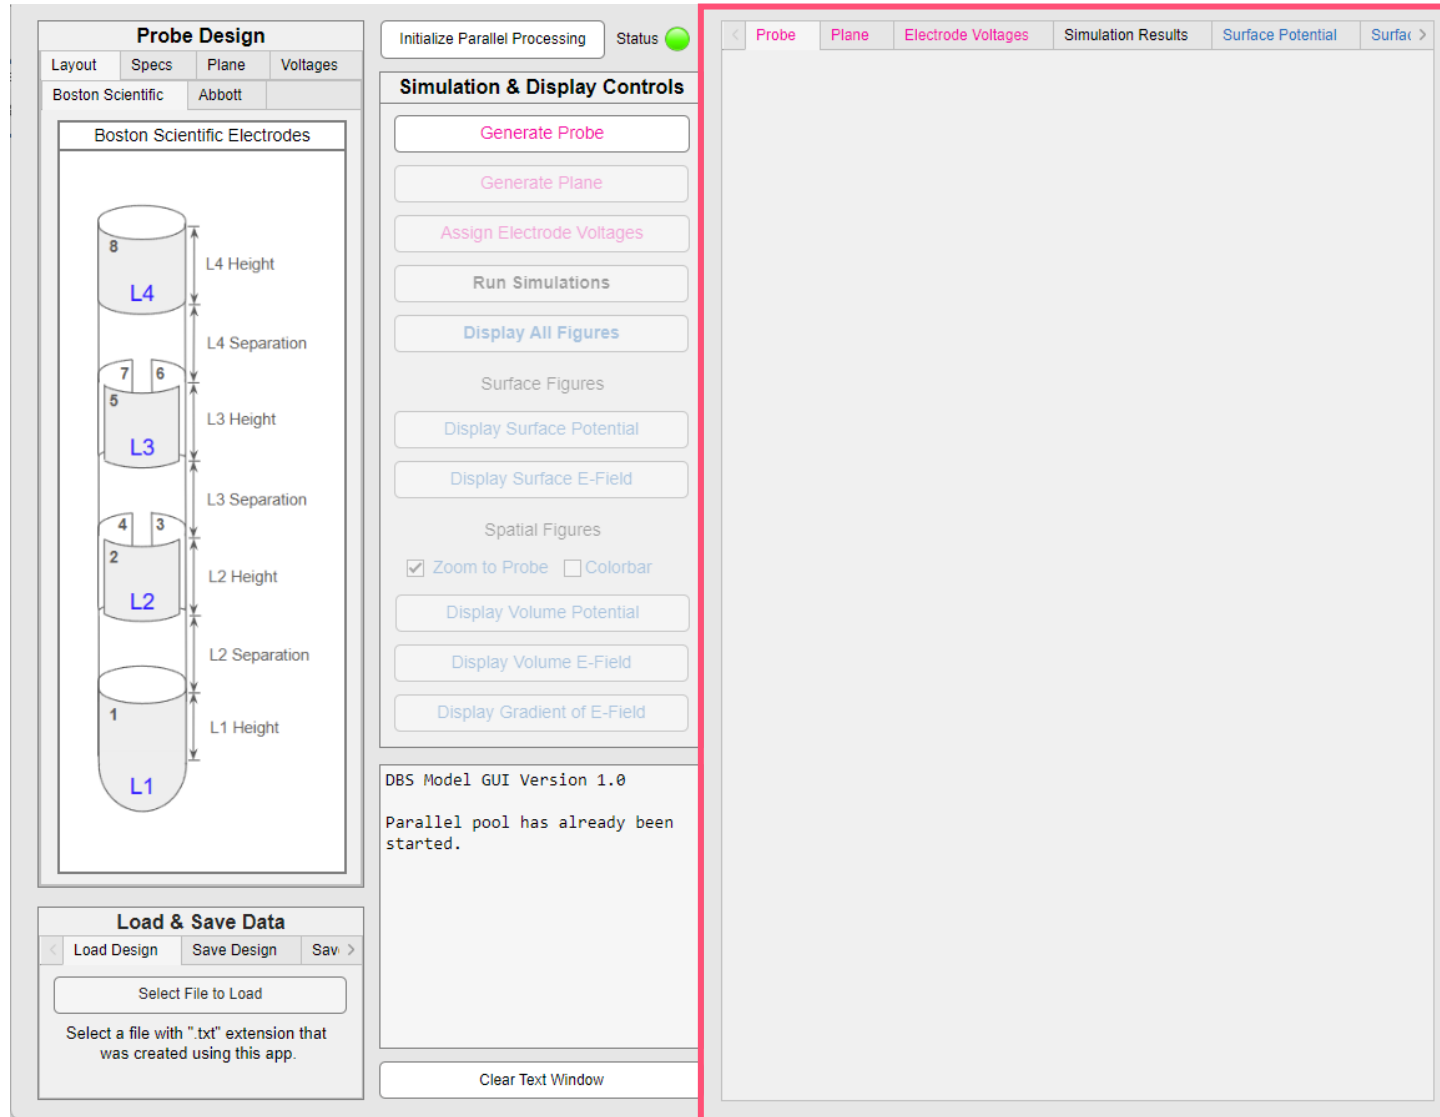 Probe Design
Layout Specs Plane Voltages
Boston Scientific Abbott
Boston Scientific Electrodes
8
L4
L4 Height
L4 Separation
7 6
5
L3
L3 Height
L3 Separation
4 3
2
L2
L2 Height
L2 Separation
1
L1 Height
L1
Load & Save Data
Load Design Save Design Sav
Select File to Load
Select a file with ".txt" extension that
was created using this app.
Initialize Parallel Processing Status
Simulation & Display Controls
Generate Probe
Generate Plane
Assign Electrode Voltages
Run Simulations
Display All Figures
Surface Figures
Display Surface Potential
Display Surface E-Field
Spatial Figures
Zoom to Probe Colorbar
Display Volume Potential
Display Volume E-Field
Display Gradient of E-Field
DBS Model GUI Version 1.0
Parallel pool has already been
started.
Clear Text Window
Probe Plane Electrode Voltages Simulation Results Surface Potential Surfac